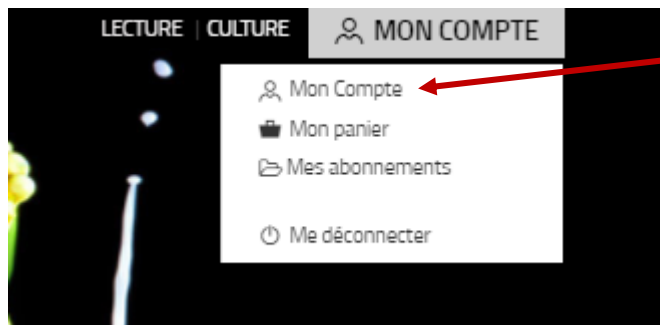 LECTURE | CULTURE MON COMPTE
Mon Compte
Mon panier
Mes abonnements
Me déconnecter